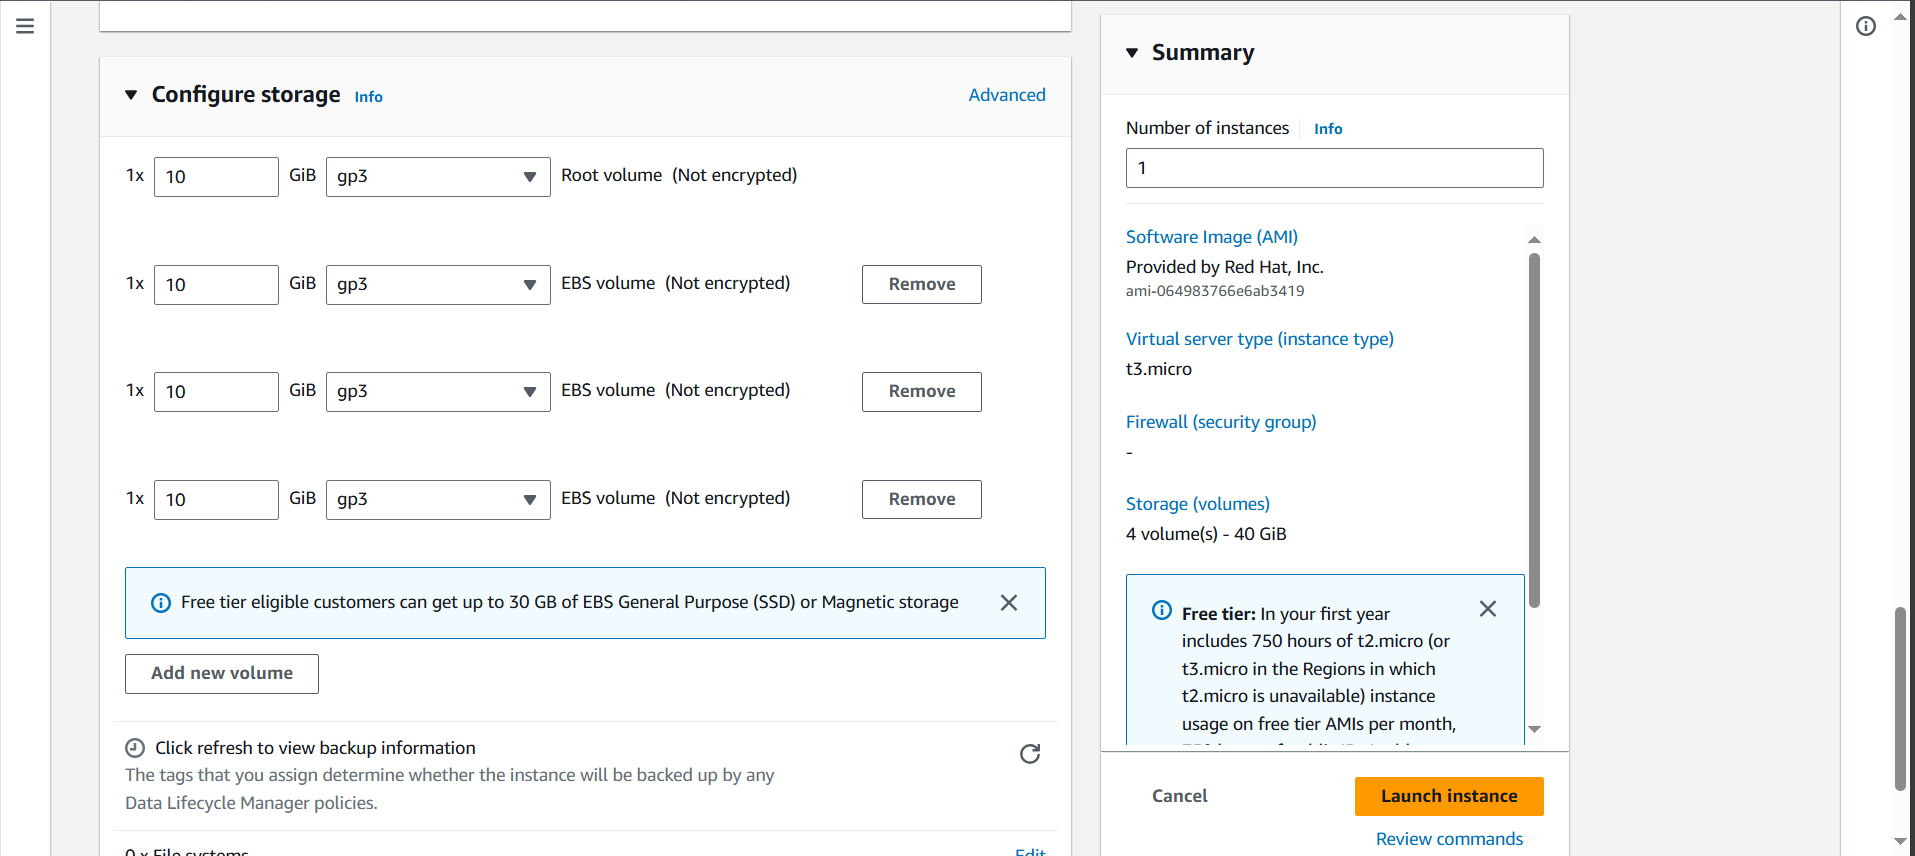 Configure storage Info
Advanced
1x 10 GiB gp3 Root volume (Not encrypted)
1x 10 GiB gp3 EBS volume (Not encrypted) Remove
1x 10 GiB gp3 EBS volume (Not encrypted) Remove
1x 10 GiB gp3 EBS volume (Not encrypted) Remove
Free tier eligible customers can get up to 30 GB of EBS General Purpose (SSD) or Magnetic storage
Add new volume
Click refresh to view backup information
The tags that you assign determine whether the instance will be backed up by any
Data Lifecycle Manager policies.
0 x File systems Edit
Summary
Number of instances Info
1
Software Image (AMI)
Provided by Red Hat, Inc.
ami-064983766e6ab3419
Virtual server type (instance type)
t3.micro
Firewall (security group)
-
Storage (volumes)
4 volume(s) - 40 GiB
Free tier: In your first year
includes 750 hours of t2.micro (or
t3.micro in the Regions in which
t2.micro is unavailable) instance
usage on free tier AMIs per month,
Cancel
Launch instance
Review commands